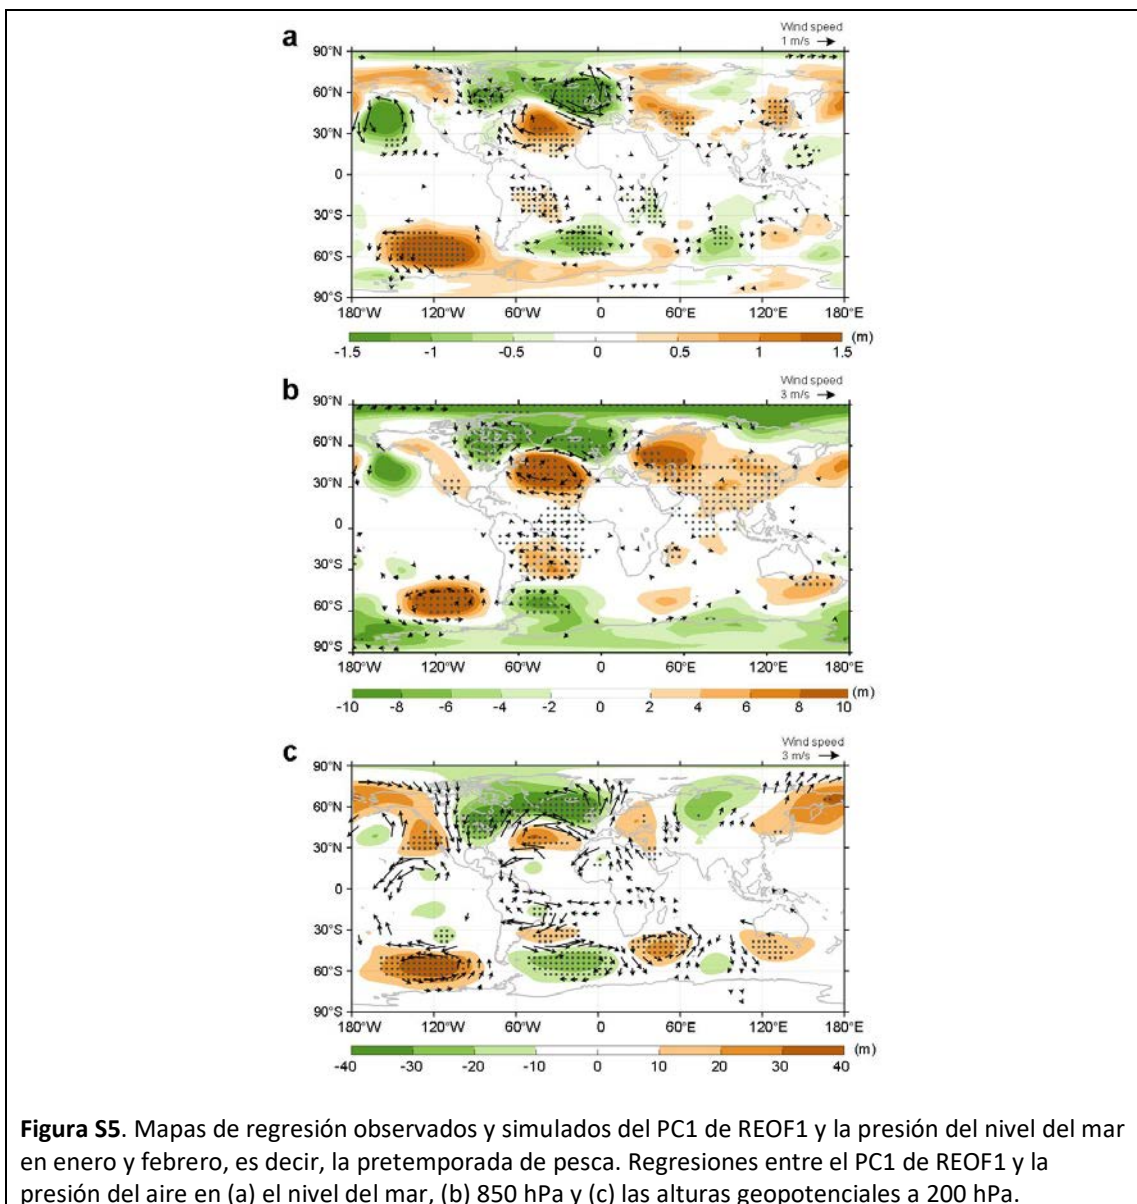 a
Wind speed
1 m/s
90°N
60°N
30°N
0
30°S
60°S
90°S
180°W 120°W 60°W 0 60°E 120°E 180°E
-1.5 -1 -0.5 0 0.5 1 1.5 (m)
b
Wind speed
3 m/s
90°N
60°N
30°N
0
30°S
60°S
90°S
180°W 120°W 60°W 0 60°E 120°E 180°E
-10 -8 -6 -4 -2 0 2 4 6 8 10 (m)
c
Wind speed
3 m/s
90°N
60°N
30°N
0
30°S
60°S
90°S
180°W 120°W 60°W 0 60°E 120°E 180°E
-40 -30 -20 -10 0 10 20 30 40 (m)
Figura S5. Mapas de regresión observados y simulados del PC1 de REOF1 y la presión del nivel del mar
en enero y febrero, es decir, la pretemporada de pesca. Regresiones entre el PC1 de REOF1 y la
presión del aire en (a) el nivel del mar, (b) 850 hPa y (c) las alturas geopotenciales a 200 hPa.